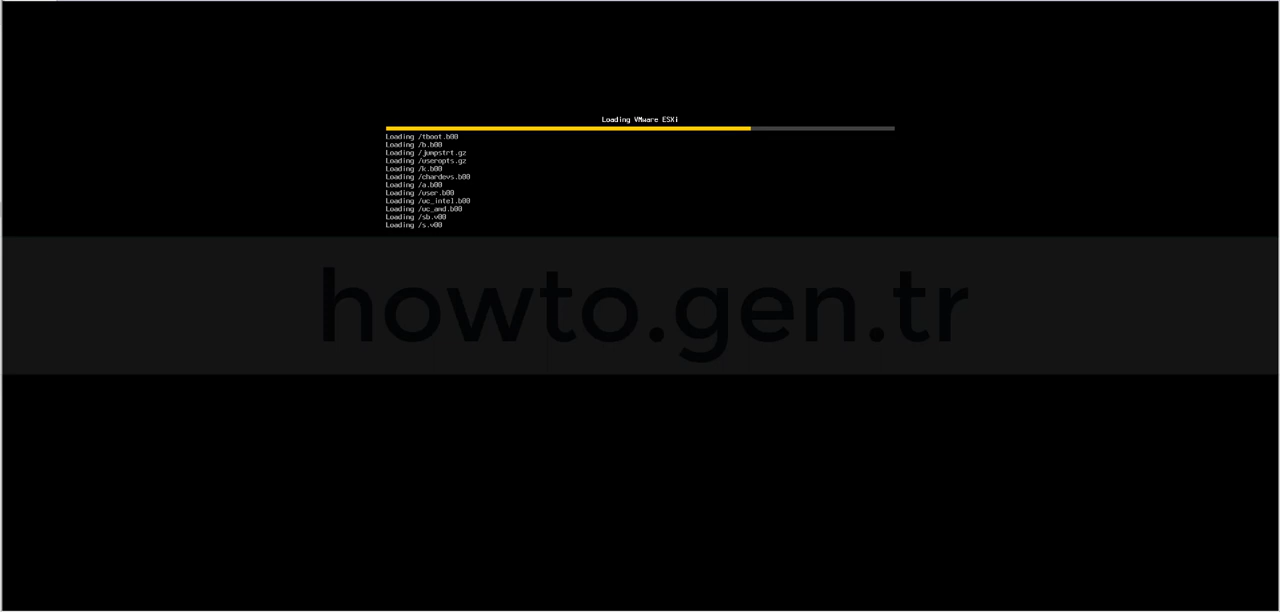 Loading VMware ESXi
Loading /tboot.b00
Loading /b.b00
Loading /jumpstrt.gz
Loading /useropts.gz
Loading /k.b00
Loading /chardevs.b00
Loading /a.b00
Loading /user.b00
Loading /uc_intel.b00
Loading /uc_amd.b00
Loading /sb.v00
Loading /s.v00
howto.gen.tr